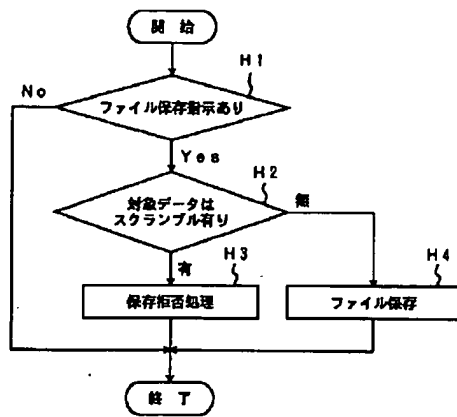 開 始
H1
No
ファイル保存指示あり
Yes
H2
対象データは
スクランブル有り
無
有
H3
H4
保存拒否処理
ファイル保存
終 了